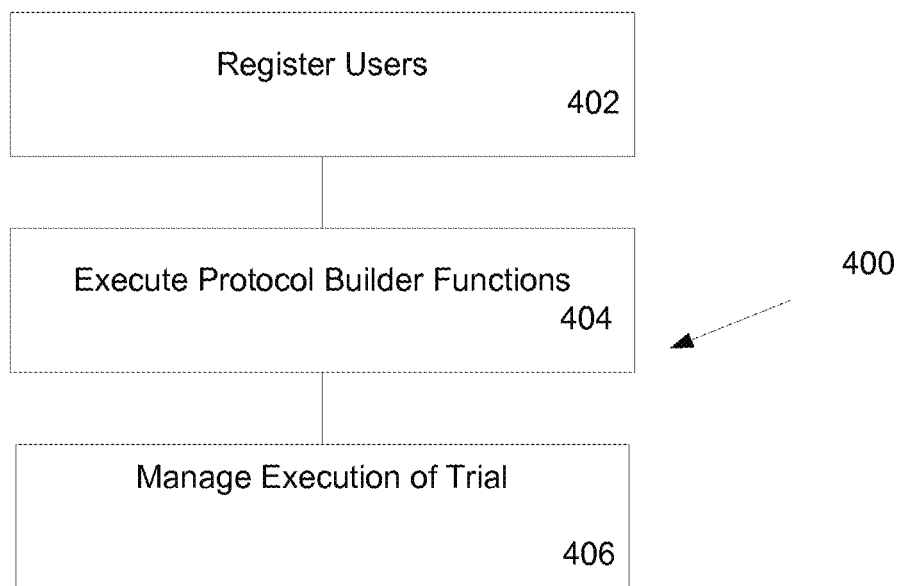 Register Users
402
Execute Protocol Builder Functions
404
400
Manage Execution of Trial
406